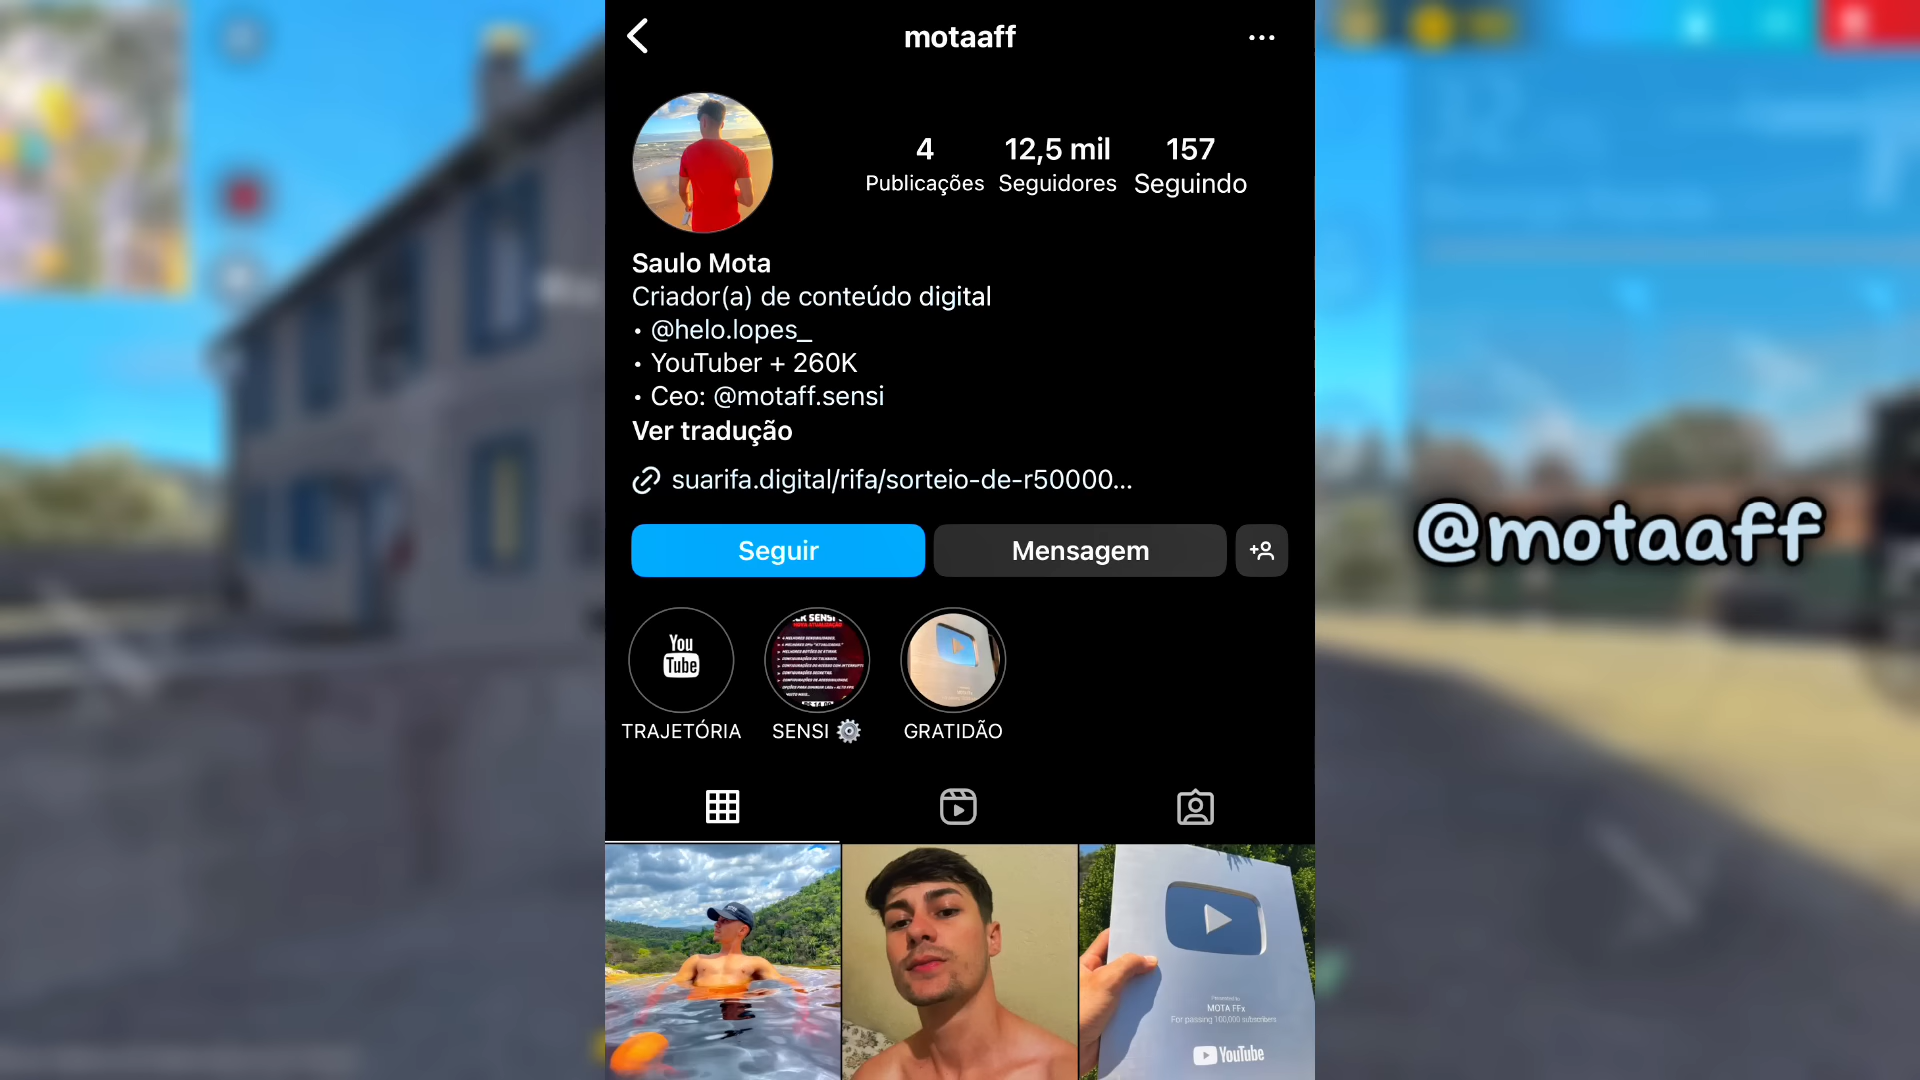 motaaff
4
12,5 mil
157
Publicações
Seguidores
Seguindo
Saulo Mota
Criador(a) de conteúdo digital
• @helo.lopes_
• YouTuber + 260K
• Ceo: @motaff.sensi
Ver tradução
suarifa.digital/rifa/sorteio-de-r50000...
Seguir
Mensagem
@motaaff
You
Tube
TRAJETÓRIA
SENSI ⚙️
GRATIDÃO
Presented to
MOTA FFx
For passing 100,000 subscribers
YouTube